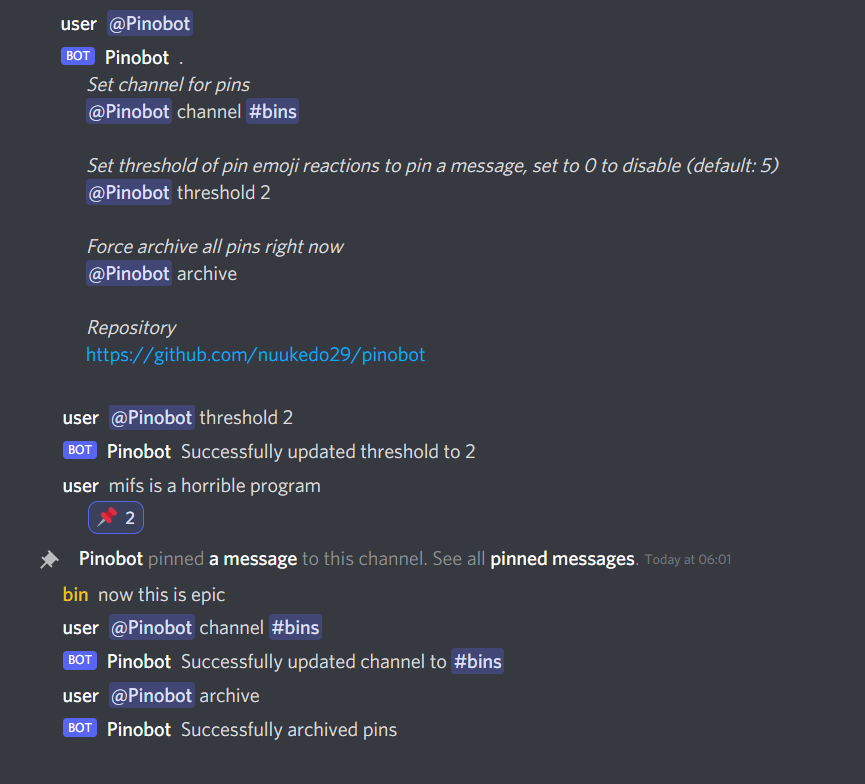 user @Pinobot
BOT Pinobot .
Set channel for pins
@Pinobot channel #bins
Set threshold of pin emoji reactions to pin a message, set to 0 to disable (default: 5)
@Pinobot threshold 2
Force archive all pins right now
@Pinobot archive
Repository
https://github.com/nuukedo29/pinobot
user @Pinobot threshold 2
BOT Pinobot Successfully updated threshold to 2
user mifs is a horrible program
2
Pinobot pinned a message to this channel. See all pinned messages. Today at 06:01
bin now this is epic
user @Pinobot channel #bins
BOT Pinobot Successfully updated channel to #bins
user @Pinobot archive
BOT Pinobot Successfully archived pins